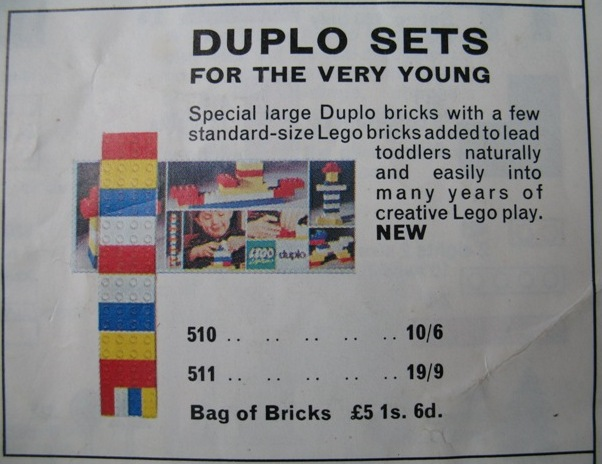 DUPLO SETS
FOR THE VERY YOUNG
Special large Duplo bricks with a few
standard-size Lego bricks added to lead
toddlers naturally
and easily into
many years of
creative Lego play.
NEW
LEGO
duplo
510 .. .. .. .. .. 10/6
511 .. .. .. .. .. 19/9
Bag of Bricks £5 1s. 6d.